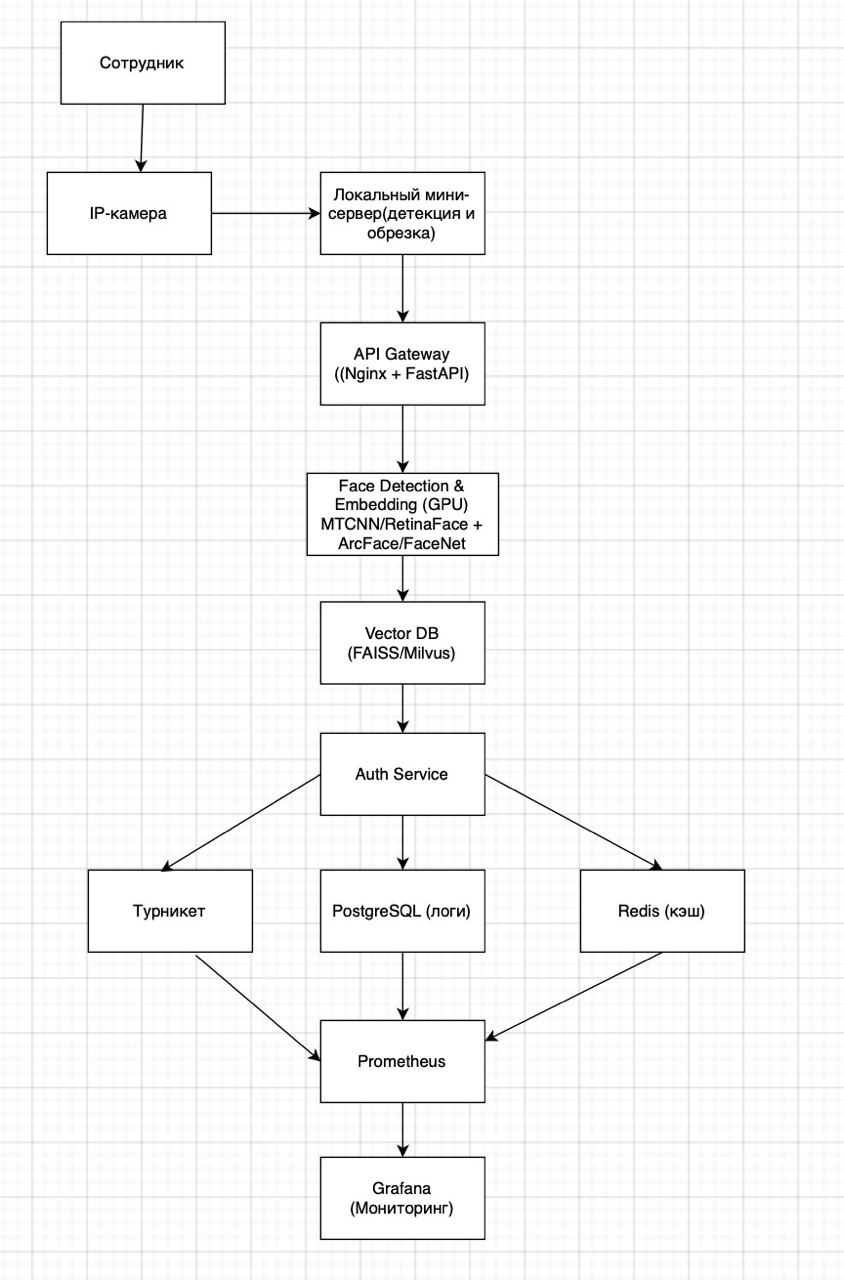 Сотрудник
IP-камера
Локальный мини-
сервер(детекция и
обрезка)
API Gateway
((Nginx + FastAPI)
Face Detection &
Embedding (GPU)
MTCNN/RetinaFace +
ArcFace/FaceNet
Vector DB
(FAISS/Milvus)
Auth Service
Турникет
PostgreSQL (логи)
Redis (кэш)
Prometheus
Grafana
(Мониторинг)